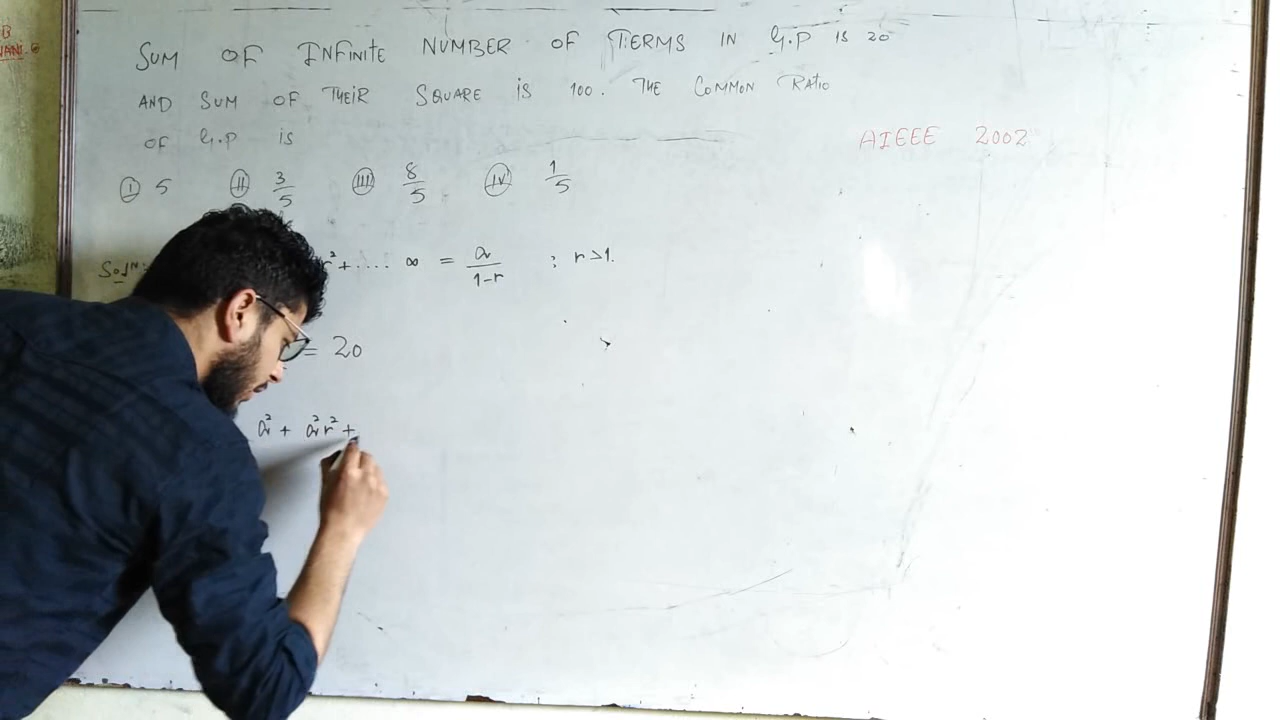 B
SUM OF INFINITE NUMBER OF TERMS IN G.P IS 20
AND SUM OF THEIR SQUARE IS 100. THE COMMON RATIO
OF G.P IS
AIEEE 2002
(I) 5 (II) 3/5 (III) 8/5 (IV) 1/5
Solⁿ: r² + .... ∞ = a/(1-r) ; r>1.
= 20
a² + a²r² +